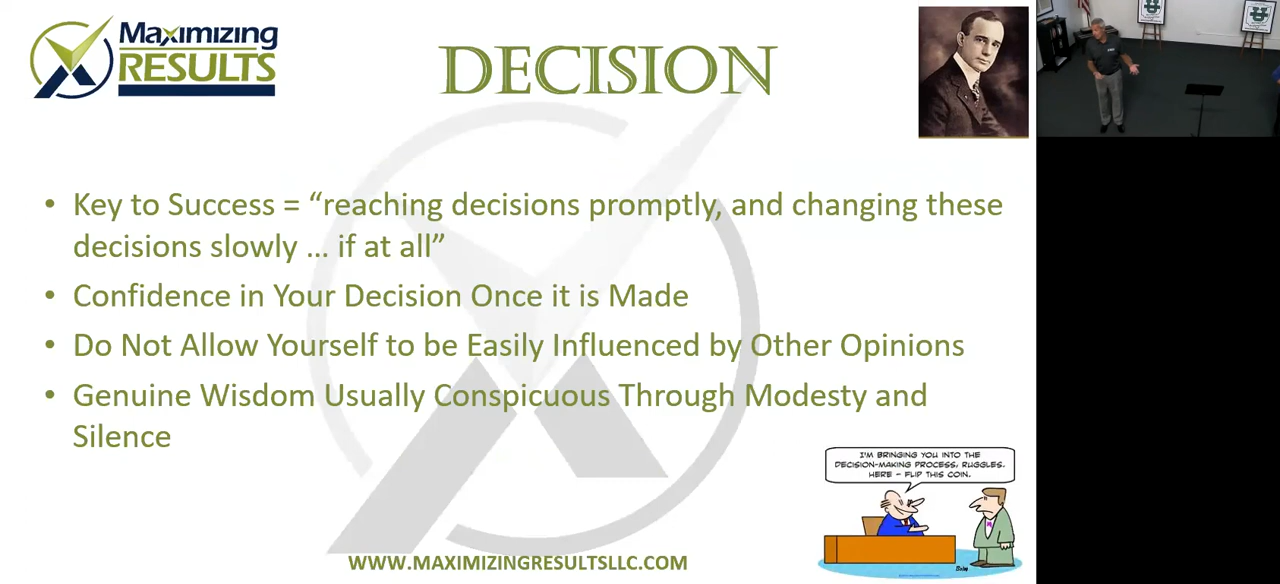 Maximizing
RESULTS
DECISION
• Key to Success = “reaching decisions promptly, and changing these
decisions slowly … if at all”
• Confidence in Your Decision Once it is Made
• Do Not Allow Yourself to be Easily Influenced by Other Opinions
• Genuine Wisdom Usually Conspicuous Through Modesty and
Silence
I'M BRINGING YOU INTO THE
DECISION-MAKING PROCESS, RUGGLES.
HERE - FLIP THIS COIN.
WWW.MAXIMIZINGRESULTSLLC.COM